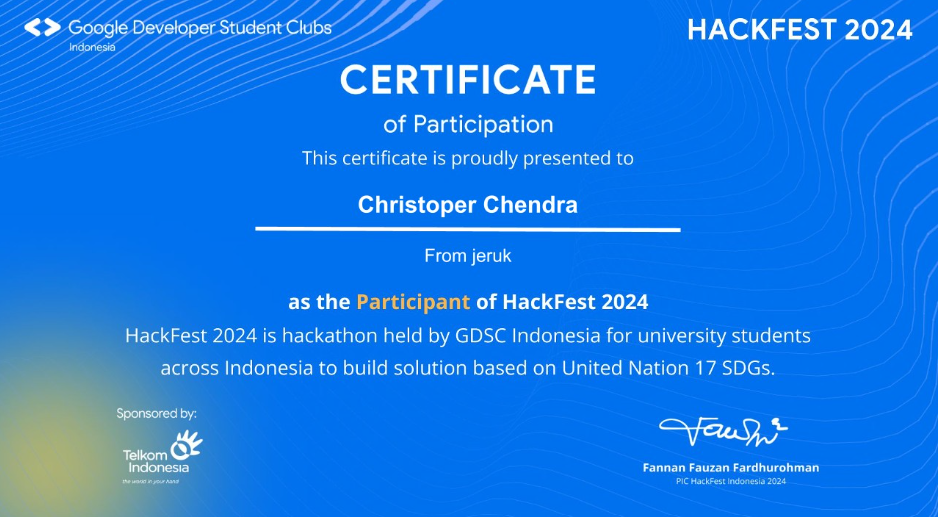 Google Developer Student Clubs
Indonesia
HACKFEST 2024
CERTIFICATE
of Participation
This certificate is proudly presented to
Christoper Chendra
From jeruk
as the Participant of HackFest 2024
HackFest 2024 is hackathon held by GDSC Indonesia for university students
across Indonesia to build solution based on United Nation 17 SDGs.
Sponsored by:
Telkom
Indonesia
the world in your hand
Fannan Fauzan Fardhurohman
PIC HackFest Indonesia 2024